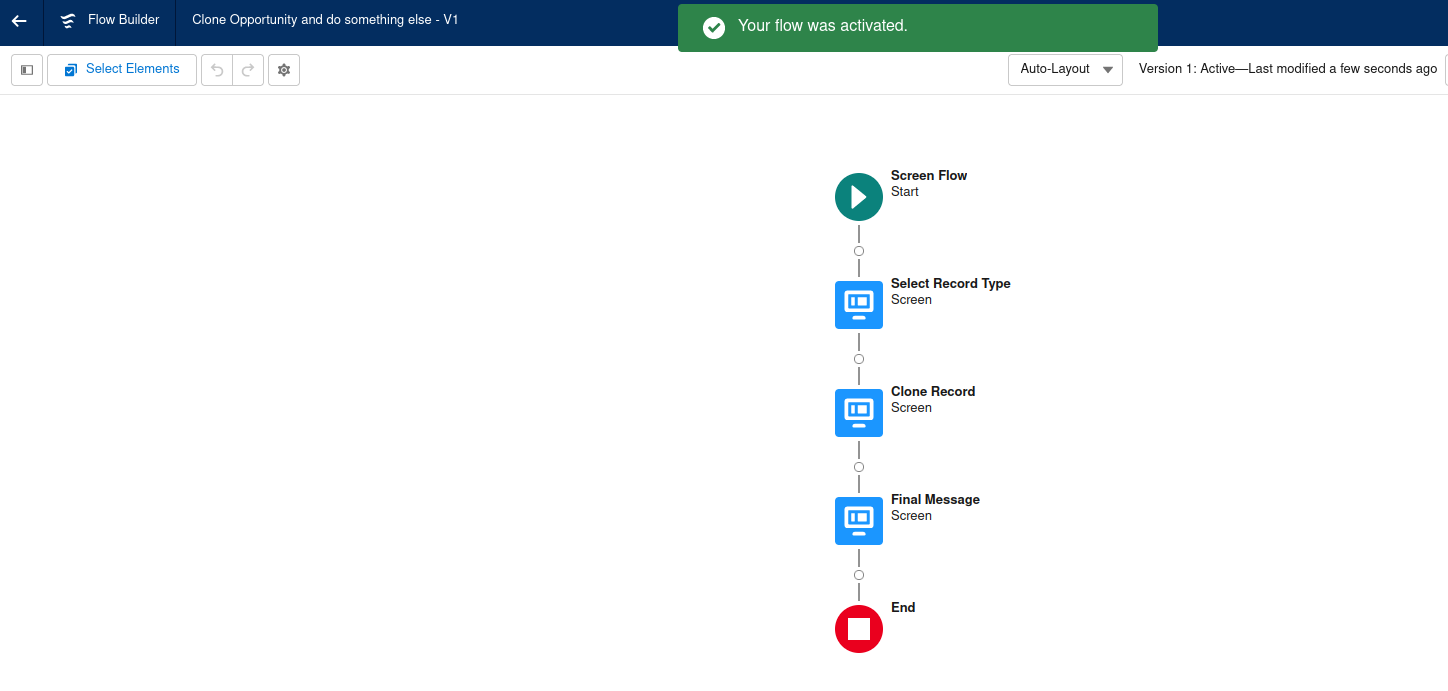 Flow Builder
Clone Opportunity and do something else - V1
Your flow was activated.
Select Elements
Auto-Layout
Version 1: Active—Last modified a few seconds ago
Screen Flow
Start
Select Record Type
Screen
Clone Record
Screen
Final Message
Screen
End